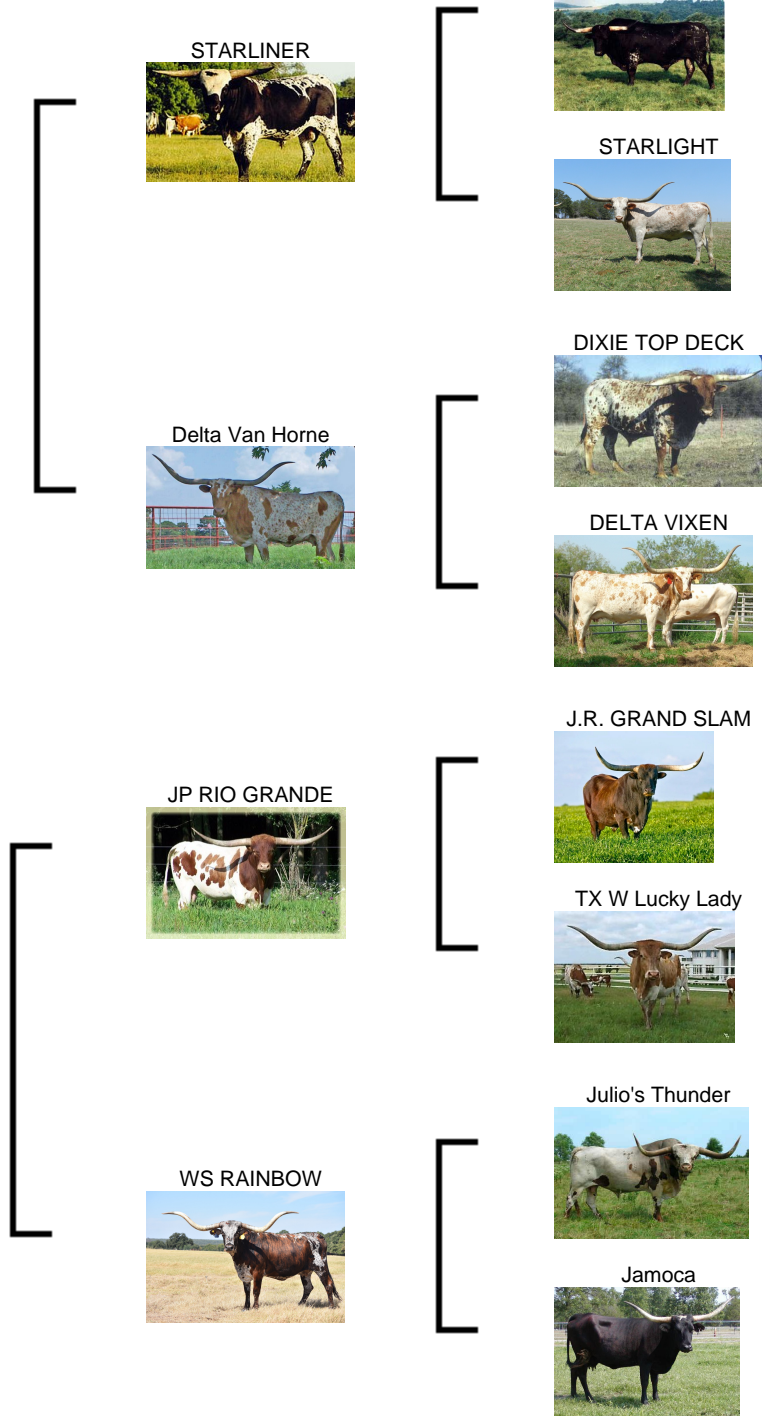 STARLINER
STARLIGHT
DIXIE TOP DECK
Delta Van Horne
DELTA VIXEN
J.R. GRAND SLAM
JP RIO GRANDE
TX W Lucky Lady
Julio's Thunder
WS RAINBOW
Jamoca